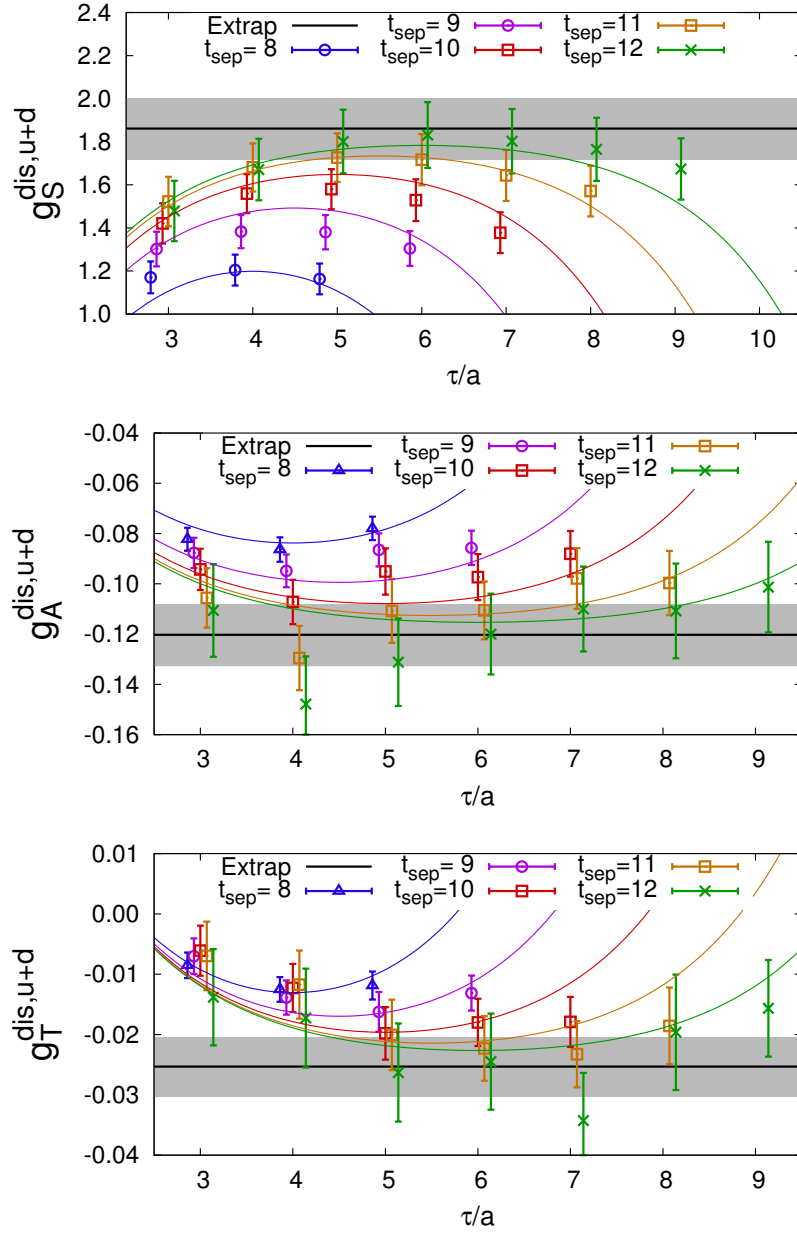 Extrap t_sep= 9 t_sep=11
t_sep= 8 t_sep=10 t_sep=12
2.4
2.2
2.0
1.8
1.6
1.4
1.2
1.0
g_S^dis,u+d
3 4 5 6 7 8 9 10
τ/a
Extrap t_sep= 9 t_sep=11
t_sep= 8 t_sep=10 t_sep=12
-0.04
-0.06
-0.08
-0.10
-0.12
-0.14
-0.16
g_A^dis,u+d
3 4 5 6 7 8 9
τ/a
Extrap t_sep= 9 t_sep=11
t_sep= 8 t_sep=10 t_sep=12
0.01
0.00
-0.01
-0.02
-0.03
-0.04
g_T^dis,u+d
3 4 5 6 7 8 9
τ/a